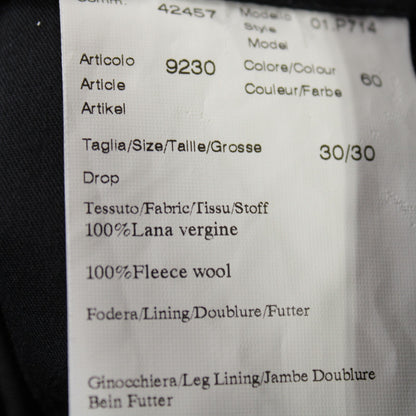 Comm. 42457 Modello 01.P714
Style
Model
Articolo 9230 Colore/Colour 60
Article Couleur/Farbe
Artikel
Taglia/Size/Taille/Grosse 30/30
Drop
Tessuto/Fabric/Tissu/Stoff
100%Lana vergine
100%Fleece wool
Fodera/Lining/Doublure/Futter
Ginocchiera/Leg Lining/Jambe Doublure
Bein Futter